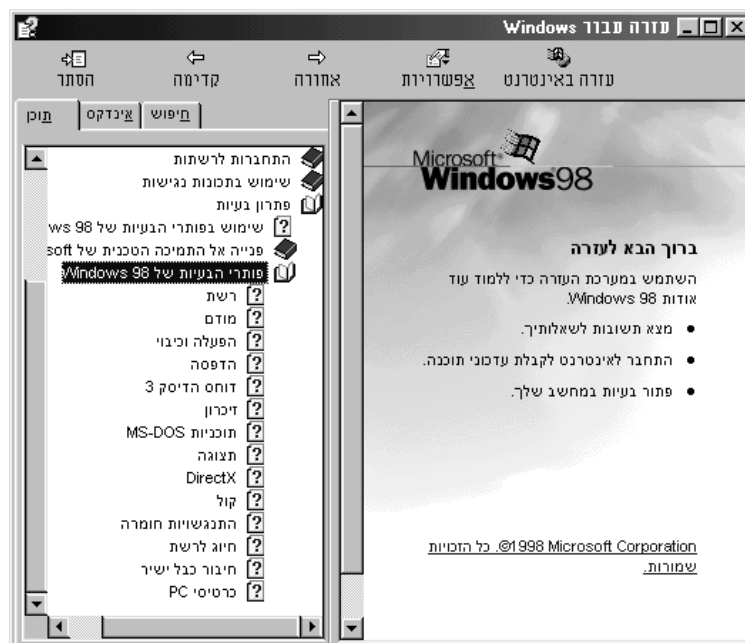 עזרה עבור Windows
הסתר
קדימה
אחורה
אפשרויות
עזרה באינטרנט
תוכן
אינדקס
חיפוש
התחברות לרשתות
שימוש בתכונות נגישות
פתרון בעיות
שימוש בפותרי הבעיות של ws 98
פנייה אל התמיכה הטכנית של soft
פותרי הבעיות של Windows 98
רשת
מודם
הפעלה וכיבוי
הדפסה
דוחס הדיסק 3
זיכרון
תוכניות MS-DOS
תצוגה
DirectX
קול
התנגשויות חומרה
חיוג לרשת
חיבור כבל ישיר
כרטיסי PC
Microsoft®
Windows98
ברוך הבא לעזרה
השתמש במערכת העזרה כדי ללמוד עוד
אודות Windows 98.
• מצא תשובות לשאלותיך.
• התחבר לאינטרנט לקבלת עדכוני תוכנה.
• פתור בעיות במחשב שלך.
©1998 Microsoft Corporation. כל הזכויות
שמורות.